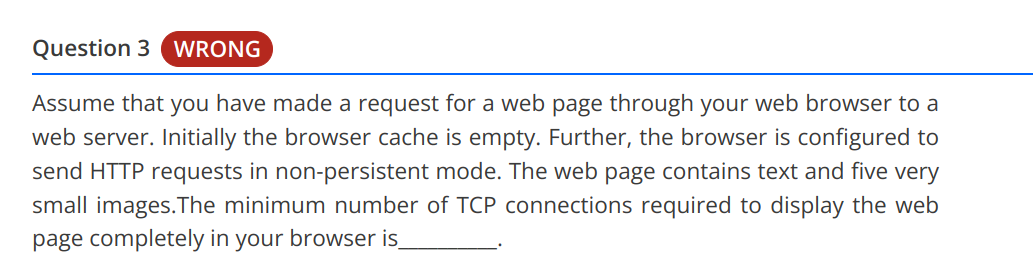 Question 3 WRONG
Assume that you have made a request for a web page through your web browser to a
web server. Initially the browser cache is empty. Further, the browser is configured to
send HTTP requests in non-persistent mode. The web page contains text and five very
small images.The minimum number of TCP connections required to display the web
page completely in your browser is__________.